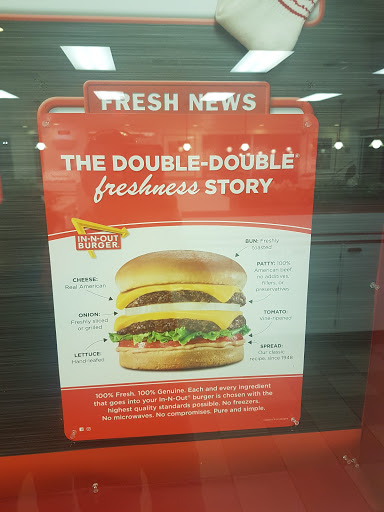 FRESH NEWS
THE DOUBLE-DOUBLE®
freshness STORY
IN-N-OUT
BURGER
BUN: Freshly
toasted
PATTY: 100%
American beef,
no additives,
fillers, or
preservatives
CHEESE:
Real American
ONION:
Freshly sliced
or grilled
TOMATO:
Vine-ripened
LETTUCE:
Hand-leafed
SPREAD:
Our classic
recipe, since 1948
100% Fresh. 100% Genuine. Each and every ingredient
that goes into your In-N-Out® burger is chosen with the
highest quality standards possible. No freezers.
No microwaves. No compromises. Pure and simple.